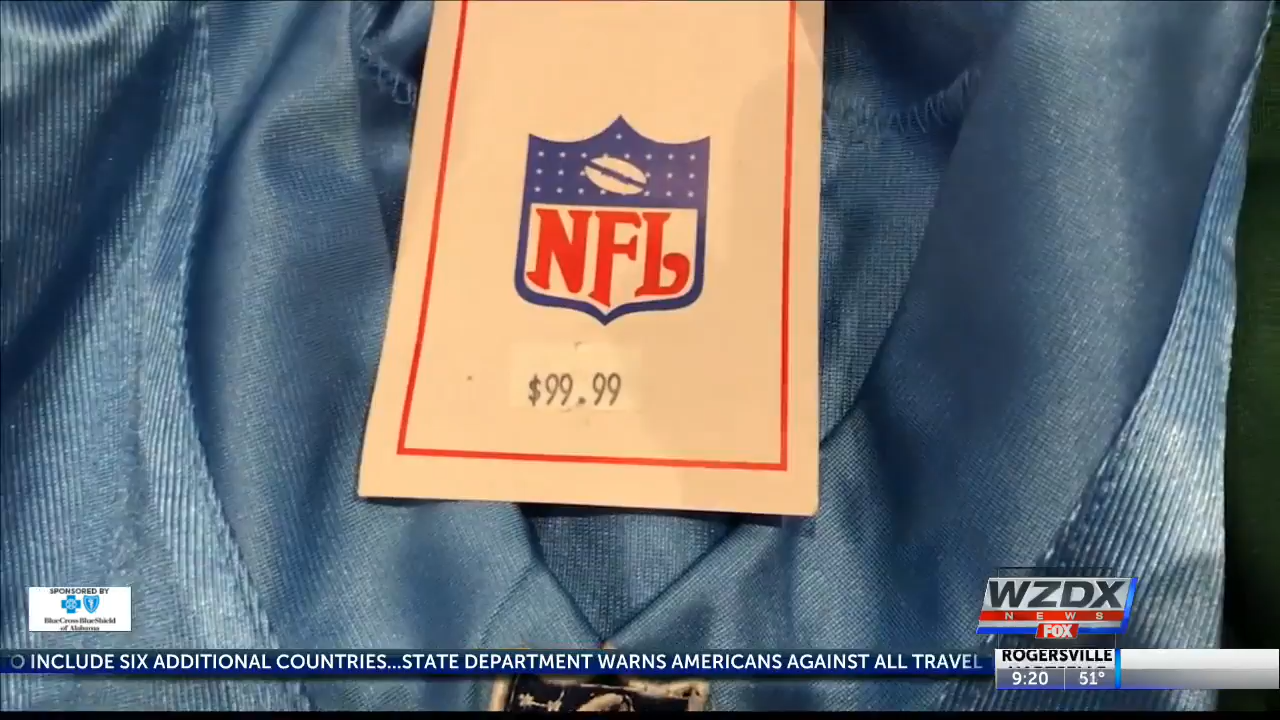 NFL
$99.99
SPONSORED BY
BlueCross BlueShield
of Alabama
WZDX
NEWS
FOX
O INCLUDE SIX ADDITIONAL COUNTRIES...STATE DEPARTMENT WARNS AMERICANS AGAINST ALL TRAVEL
ROGERSVILLE
9:20 51°